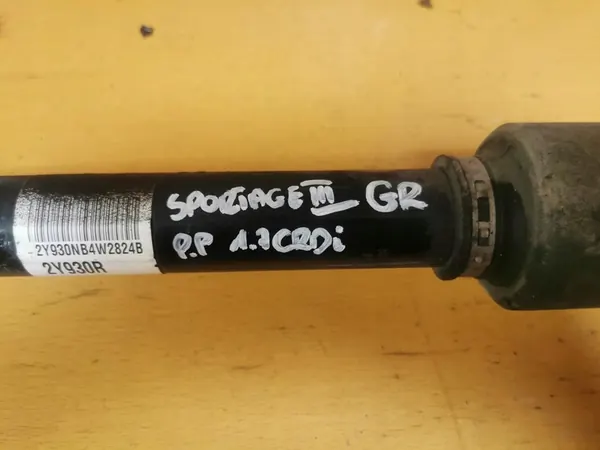 SPORTAGE III GR
P.P 1.7CRDi
-2Y930NB4W2824B
2Y930R